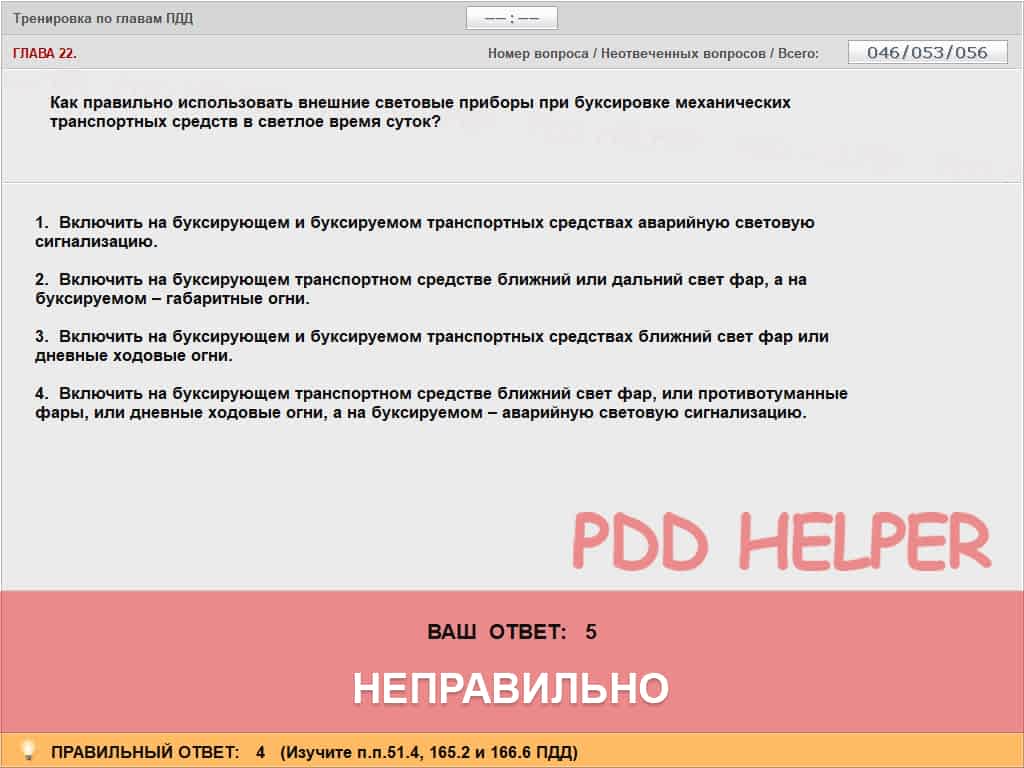 Тренировка по главам ПДД
–– : ––
ГЛАВА 22.
Номер вопроса / Неотвеченных вопросов / Всего: 046/053/056
Как правильно использовать внешние световые приборы при буксировке механических
транспортных средств в светлое время суток?
1. Включить на буксирующем и буксируемом транспортных средствах аварийную световую
сигнализацию.
2. Включить на буксирующем транспортном средстве ближний или дальний свет фар, а на
буксируемом – габаритные огни.
3. Включить на буксирующем и буксируемом транспортных средствах ближний свет фар или
дневные ходовые огни.
4. Включить на буксирующем транспортном средстве ближний свет фар, или противотуманные
фары, или дневные ходовые огни, а на буксируемом – аварийную световую сигнализацию.
PDD HELPER
ВАШ ОТВЕТ: 5
НЕПРАВИЛЬНО
ПРАВИЛЬНЫЙ ОТВЕТ: 4 (Изучите п.п.51.4, 165.2 и 166.6 ПДД)